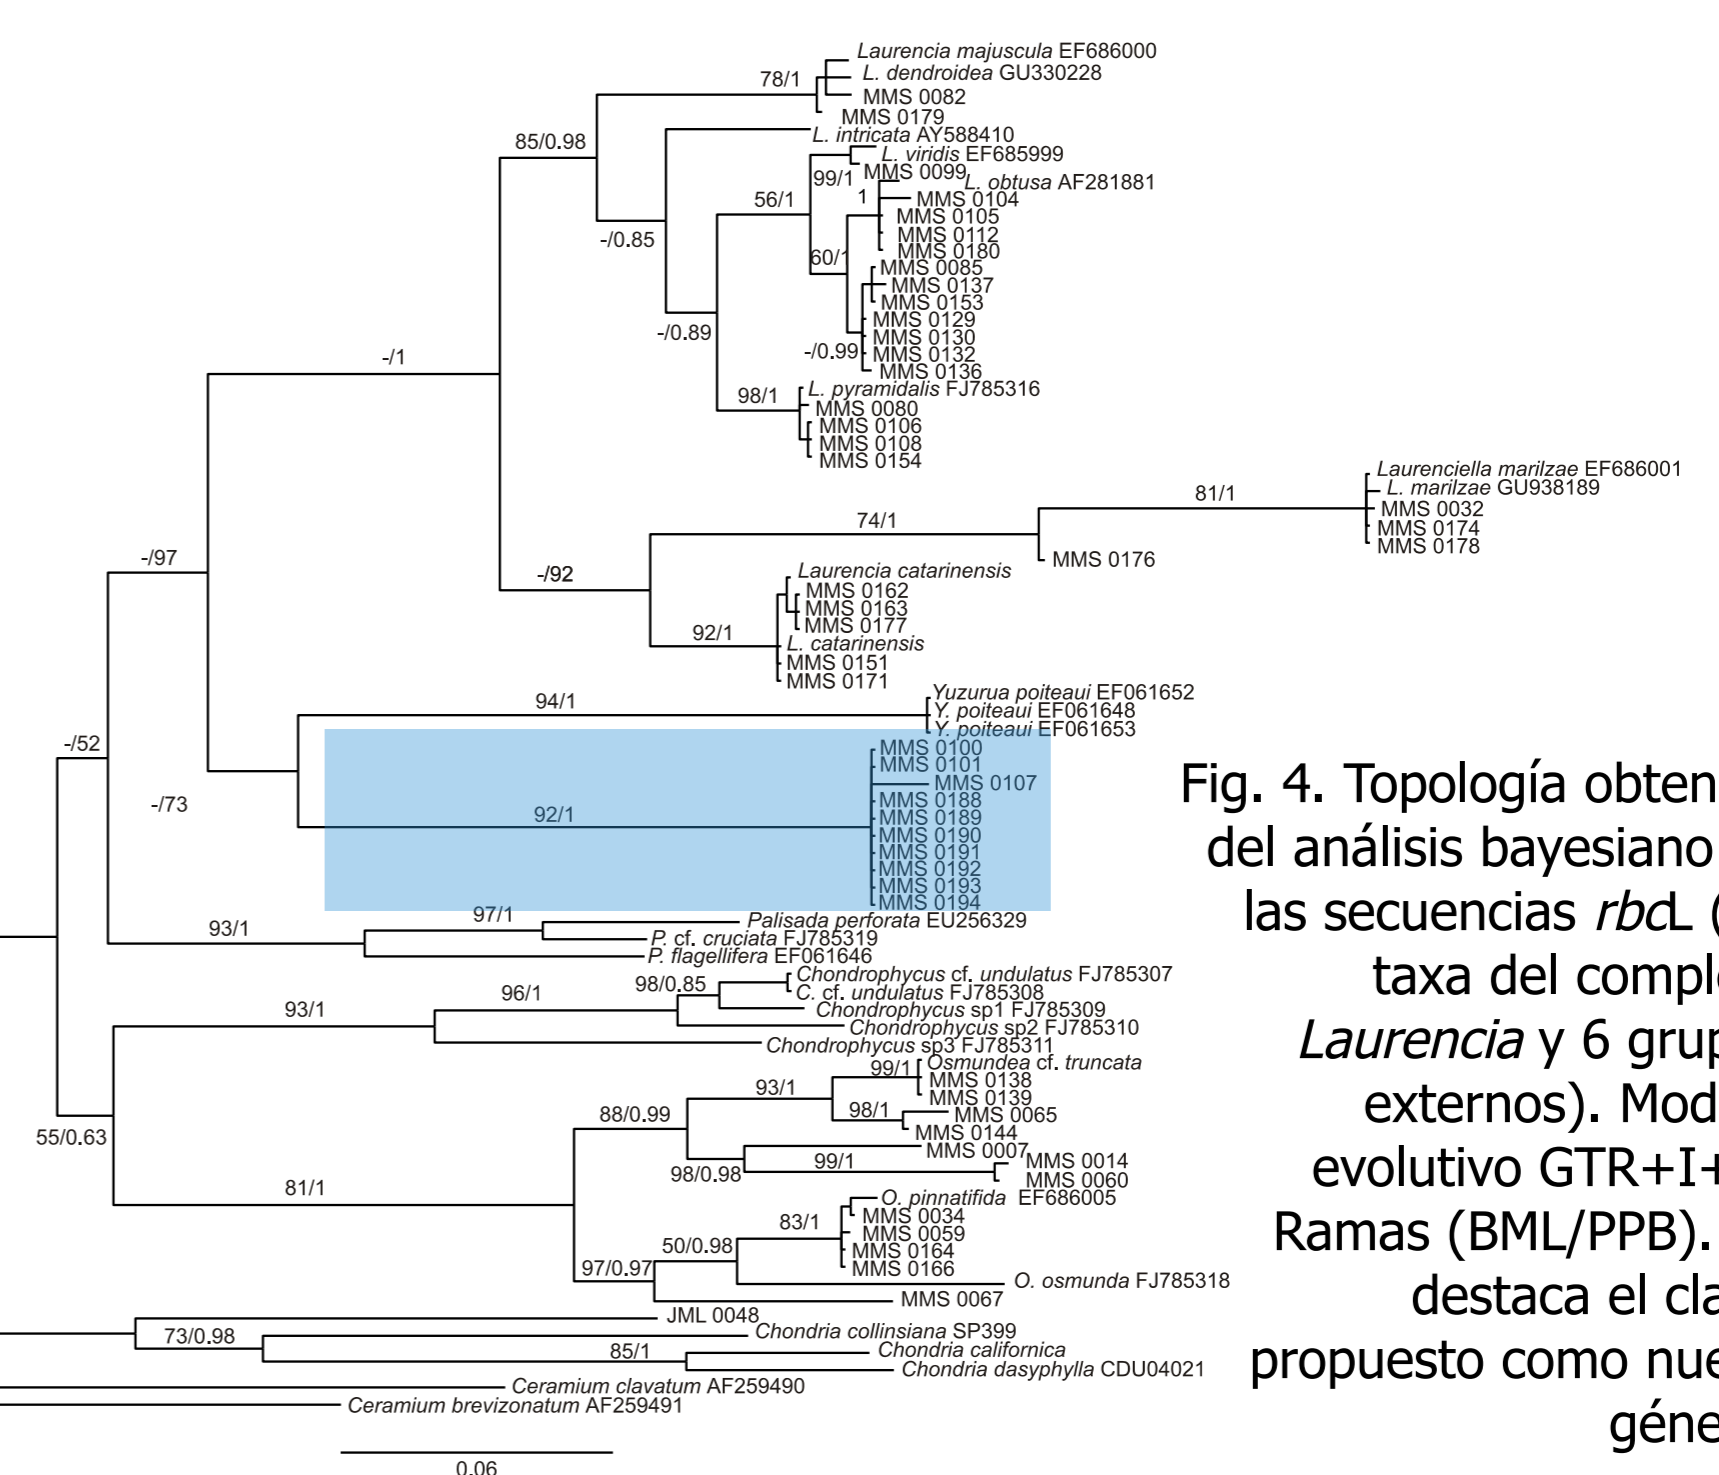 Laurencia majuscula EF686000
78/1
L. dendroidea GU330228
MMS 0082
MMS 0179
85/0.98
L. intricata AY588410
L. viridis EF685999
MMS 0099
99/1
L. obtusa AF281881
56/1
1
MMS 0104
MMS 0105
MMS 0112
-/0.85
MMS 0180
60/1
MMS 0085
MMS 0137
MMS 0153
MMS 0129
-/0.89
MMS 0130
-/0.99
MMS 0132
-/1
MMS 0136
L. pyramidalis FJ785316
98/1
MMS 0080
MMS 0106
MMS 0108
MMS 0154
Laurenciella marilzae EF686001
L. marilzae GU938189
81/1
MMS 0032
74/1
MMS 0174
MMS 0178
-/97
MMS 0176
-/92
Laurencia catarinensis
MMS 0162
MMS 0163
MMS 0177
92/1
L. catarinensis
MMS 0151
MMS 0171
Yuzurua poiteaui EF061652
94/1
Y. poiteaui EF061648
Y. poiteaui EF061653
-/52
MMS 0100
MMS 0101
MMS 0107
-/73
MMS 0188
92/1
MMS 0189
MMS 0190
MMS 0191
MMS 0192
MMS 0193
MMS 0194
97/1
Palisada perforata EU256329
93/1
P. cf. cruciata FJ785319
P. flagellifera EF061646
Chondrophycus cf. undulatus FJ785307
98/0.85
96/1
C. cf. undulatus FJ785308
93/1
Chondrophycus sp1 FJ785309
Chondrophycus sp2 FJ785310
Chondrophycus sp3 FJ785311
Osmundea cf. truncata
99/1
MMS 0138
93/1
MMS 0139
88/0.99
98/1
MMS 0065
MMS 0144
55/0.63
MMS 0007
99/1
MMS 0014
98/0.98
MMS 0060
81/1
O. pinnatifida EF686005
83/1
MMS 0034
MMS 0059
50/0.98
MMS 0164
97/0.97
MMS 0166
O. osmunda FJ785318
MMS 0067
JML 0048
73/0.98
Chondria collinsiana SP399
85/1
Chondria californica
Chondria dasyphylla CDU04021
Ceramium clavatum AF259490
Ceramium brevizonatum AF259491
0.06
Fig. 4. Topología obten
del análisis bayesiano
las secuencias rbcL (
taxa del comple
Laurencia y 6 grup
externos). Mod
evolutivo GTR+I+
Ramas (BML/PPB).
destaca el cla
propuesto como nue
géne